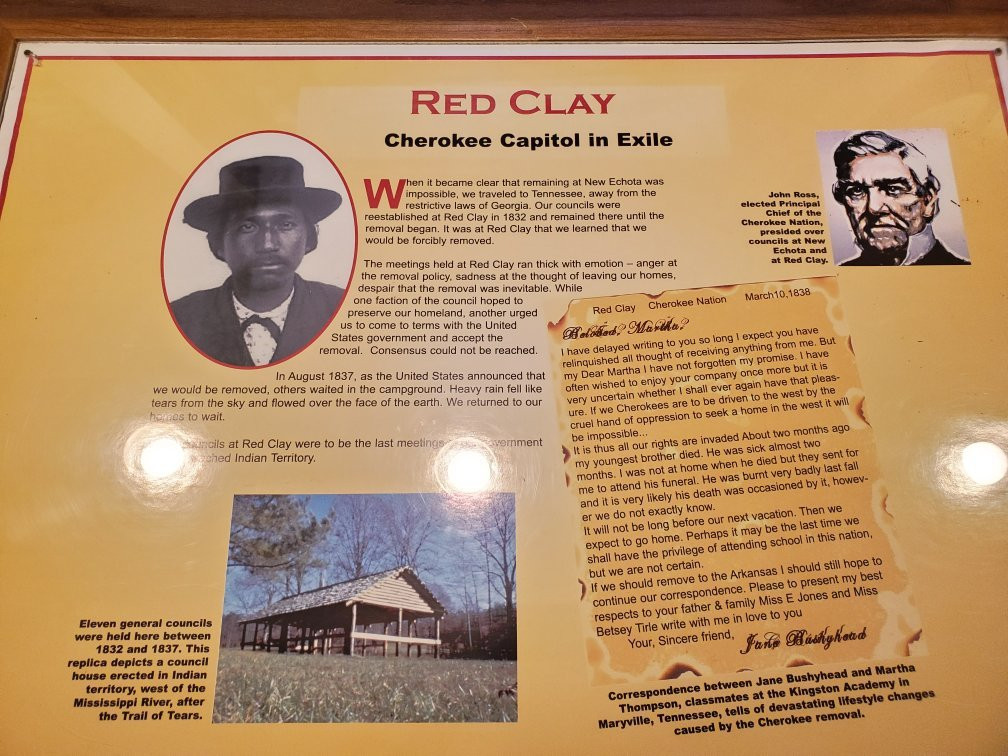 RED CLAY
Cherokee Capitol in Exile
When it became clear that remaining at New Echota was
impossible, we traveled to Tennessee, away from the
restrictive laws of Georgia. Our councils were
reestablished at Red Clay in 1832 and remained there until the
removal began. It was at Red Clay that we learned that we
would be forcibly removed.
The meetings held at Red Clay ran thick with emotion – anger at
the removal policy, sadness at the thought of leaving our homes,
despair that the removal was inevitable. While
one faction of the council hoped to
preserve our homeland, another urged
us to come to terms with the United
States government and accept the
removal. Consensus could not be reached.
In August 1837, as the United States announced that
we would be removed, others waited in the campground. Heavy rain fell like
tears from the sky and flowed over the face of the earth. We returned to our
homes to wait.
councils at Red Clay were to be the last meetings government
Indian Territory.
John Ross,
elected Principal
Chief of the
Cherokee Nation,
presided over
councils at New
Echota and
at Red Clay.
Red Clay Cherokee Nation March10,1838
Beloved? Martha?
I have delayed writing to you so long I expect you have
relinquished all thought of receiving anything from me. But
my Dear Martha I have not forgotten my promise. I have
often wished to enjoy your company once more but it is
very uncertain whether I shall ever again have that pleas-
ure. If we Cherokees are to be driven to the west by the
cruel hand of oppression to seek a home in the west it will
be impossible...
It is thus all our rights are invaded About two months ago
my youngest brother died. He was sick almost two
months. I was not at home when he died but they sent for
me to attend his funeral. He was burnt very badly last fall
and it is very likely his death was occasioned by it, howev-
er we do not exactly know.
It will not be long before our next vacation. Then we
expect to go home. Perhaps it may be the last time we
shall have the privilege of attending school in this nation,
but we are not certain.
If we should remove to the Arkansas I should still hope to
continue our correspondence. Please to present my best
respects to your father & family Miss E Jones and Miss
Betsey Tirle write with me in love to you
Your, Sincere friend, Jane Bushyhead
Correspondence between Jane Bushyhead and Martha
Thompson, classmates at the Kingston Academy in
Maryville, Tennessee, tells of devastating lifestyle changes
caused by the Cherokee removal.
Eleven general councils
were held here between
1832 and 1837. This
replica depicts a council
house erected in Indian
territory, west of the
Mississippi River, after
the Trail of Tears.